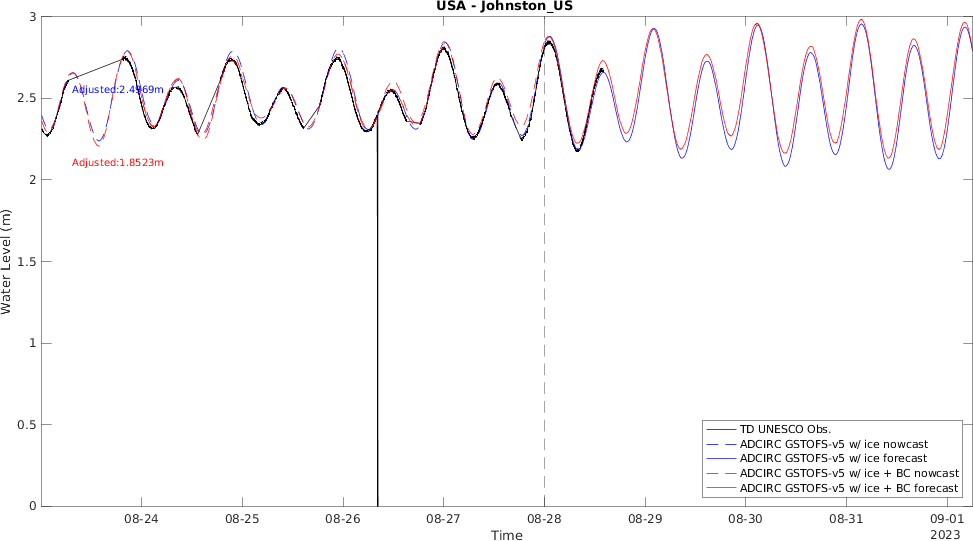 USA - Johnston_US
3
2.5
2
1.5
1
0.5
0
Water Level (m)
Adjusted:2.4969m
Adjusted:1.8523m
TD UNESCO Obs.
ADCIRC GSTOFS-v5 w/ ice nowcast
ADCIRC GSTOFS-v5 w/ ice forecast
ADCIRC GSTOFS-v5 w/ ice + BC nowcast
ADCIRC GSTOFS-v5 w/ ice + BC forecast
08-24 08-25 08-26 08-27 08-28 08-29 08-30 08-31 09-01
2023
Time